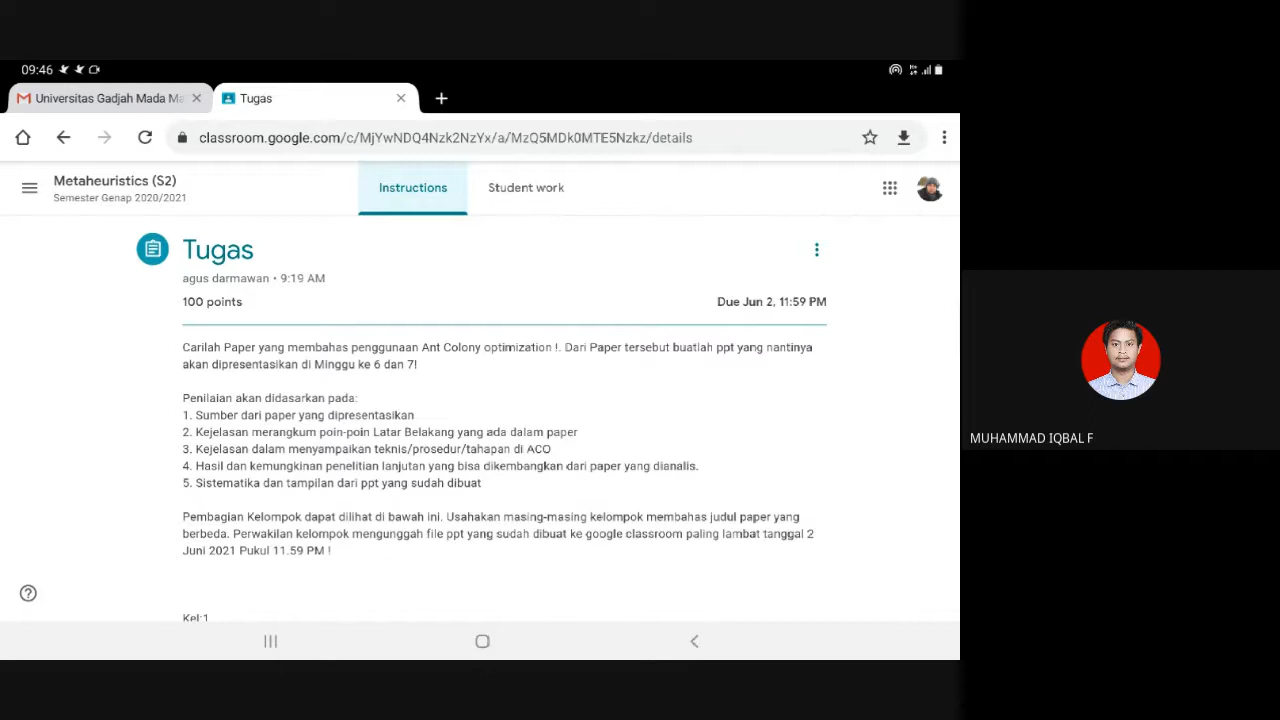 09:46
Universitas Gadjah Mada Ma
Tugas
classroom.google.com/c/MjYwNDQ4Nzk2NzYx/a/MzQ5MDk0MTE5Nzkz/details
Metaheuristics (S2)
Semester Genap 2020/2021
Instructions
Student work
Tugas
agus darmawan • 9:19 AM
100 points
Due Jun 2, 11:59 PM
Carilah Paper yang membahas penggunaan Ant Colony optimization !. Dari Paper tersebut buatlah ppt yang nantinya
akan dipresentasikan di Minggu ke 6 dan 7!
Penilaian akan didasarkan pada:
1. Sumber dari paper yang dipresentasikan
2. Kejelasan merangkum poin-poin Latar Belakang yang ada dalam paper
3. Kejelasan dalam menyampaikan teknis/prosedur/tahapan di ACO
4. Hasil dan kemungkinan penelitian lanjutan yang bisa dikembangkan dari paper yang dianalis.
5. Sistematika dan tampilan dari ppt yang sudah dibuat
Pembagian Kelompok dapat dilihat di bawah ini. Usahakan masing-masing kelompok membahas judul paper yang
berbeda. Perwakilan kelompok mengunggah file ppt yang sudah dibuat ke google classroom paling lambat tanggal 2
Juni 2021 Pukul 11.59 PM !
Kel:1
MUHAMMAD IQBAL F